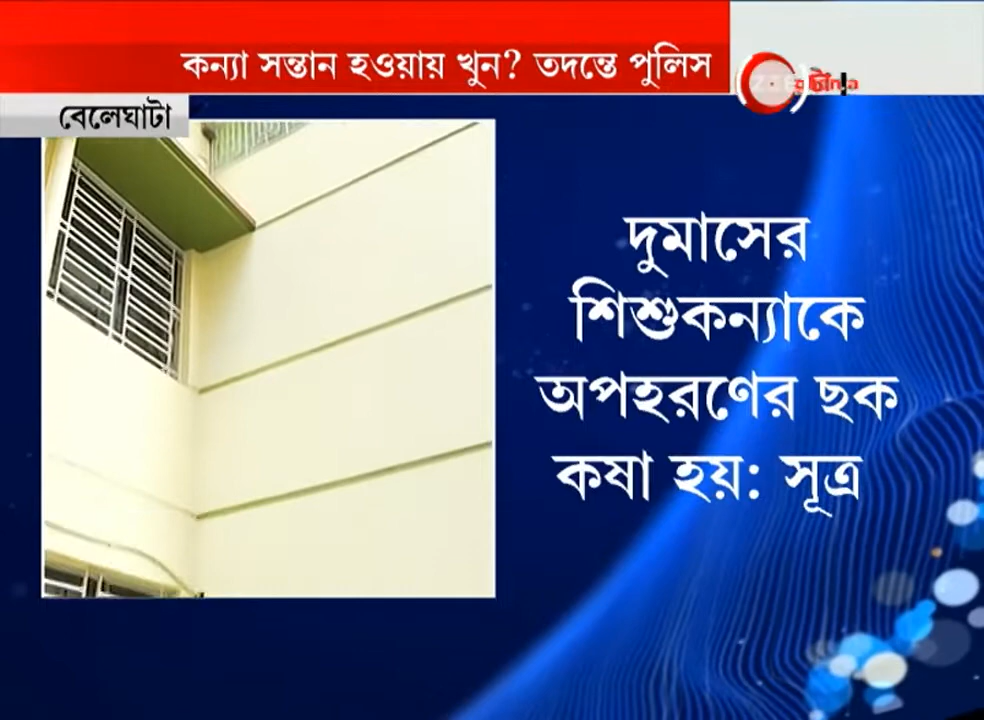 কন্যা সন্তান হওয়ায় খুন? তদন্তে পুলিস
বেলেঘাটা
দুমাসের
শিশুকন্যাকে
অপহরণের ছক
কষা হয়: সূত্র